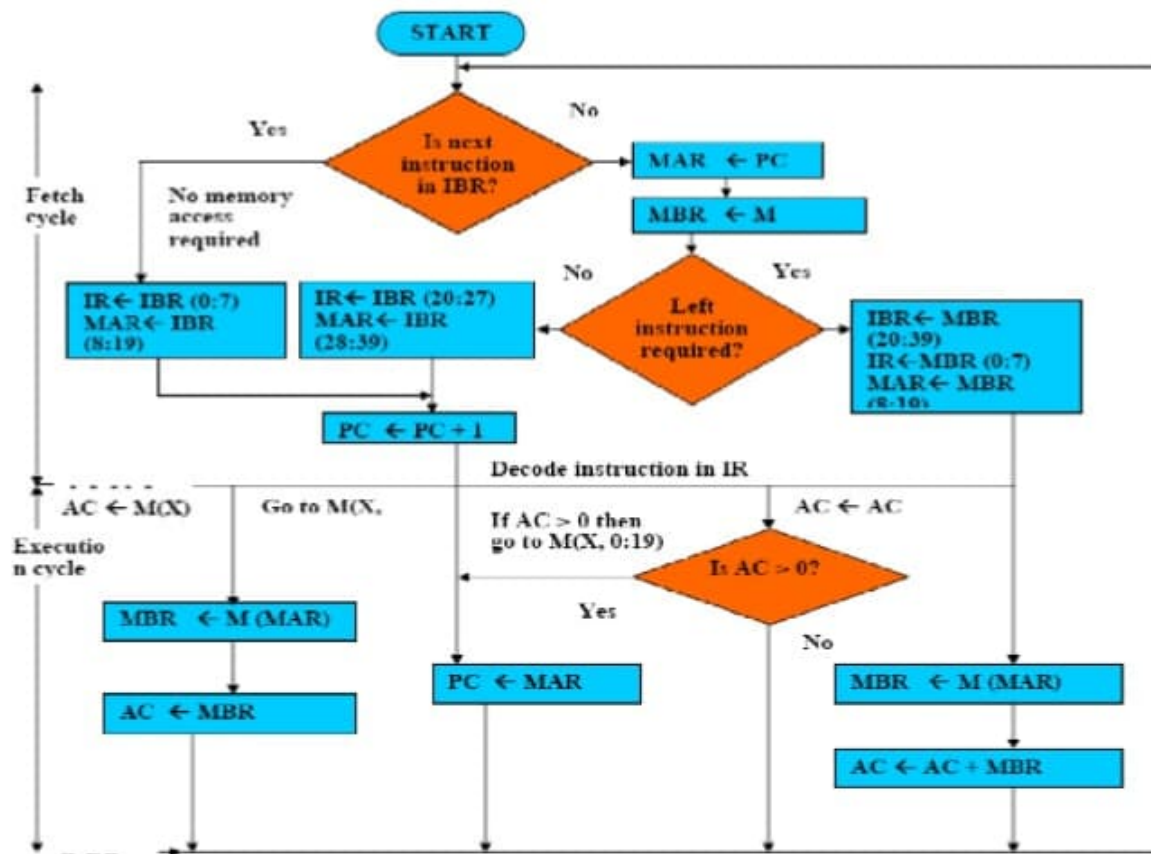 START
No
Yes
Is next
instruction
in IBR?
MAR ← PC
Fetch
cycle
No memory
access
required
MBR ← M
No
Yes
IR← IBR (0:7)
MAR← IBR
(8:19)
IR← IBR (20:27)
MAR← IBR
(28:39)
Left
instruction
required?
IBR← MBR
(20:39)
IR←MBR (0:7)
MAR← MBR
(8:19)
PC ← PC + 1
Decode instruction in IR
AC ← M(X)
Go to M(X,
If AC > 0 then
go to M(X, 0:19)
AC ← AC
Executio
n cycle
Is AC > 0?
Yes
No
MBR ← M (MAR)
PC ← MAR
MBR ← M (MAR)
AC ← MBR
AC ← AC + MBR